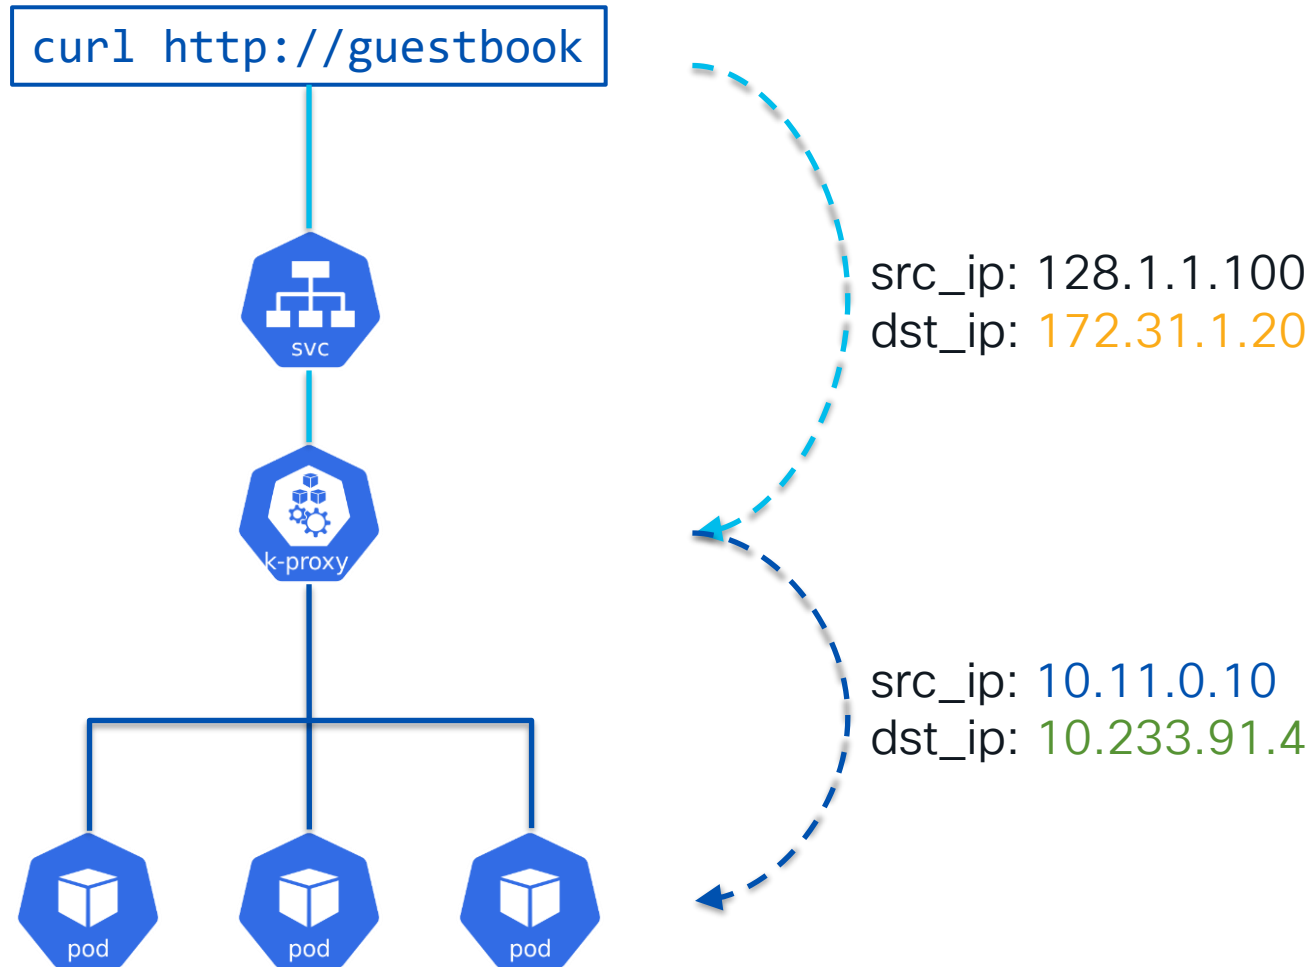 curl http://guestbook
svc
src_ip: 128.1.1.100
dst_ip: 172.31.1.20
k-proxy
src_ip: 10.11.0.10
dst_ip: 10.233.91.4
pod
pod
pod